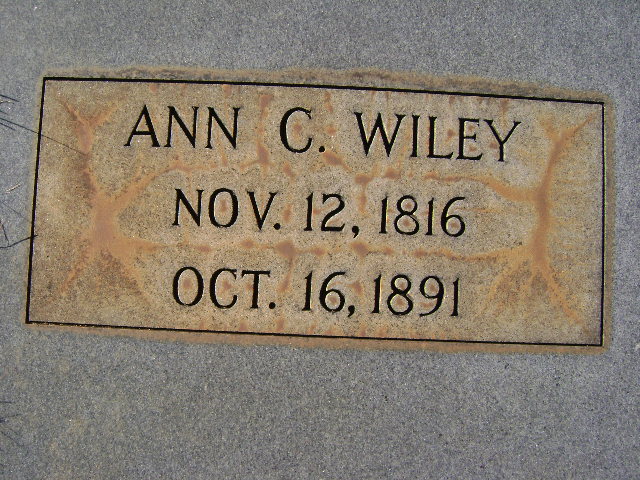 ANN C. WILEY
NOV. 12, 1816
OCT. 16, 1891